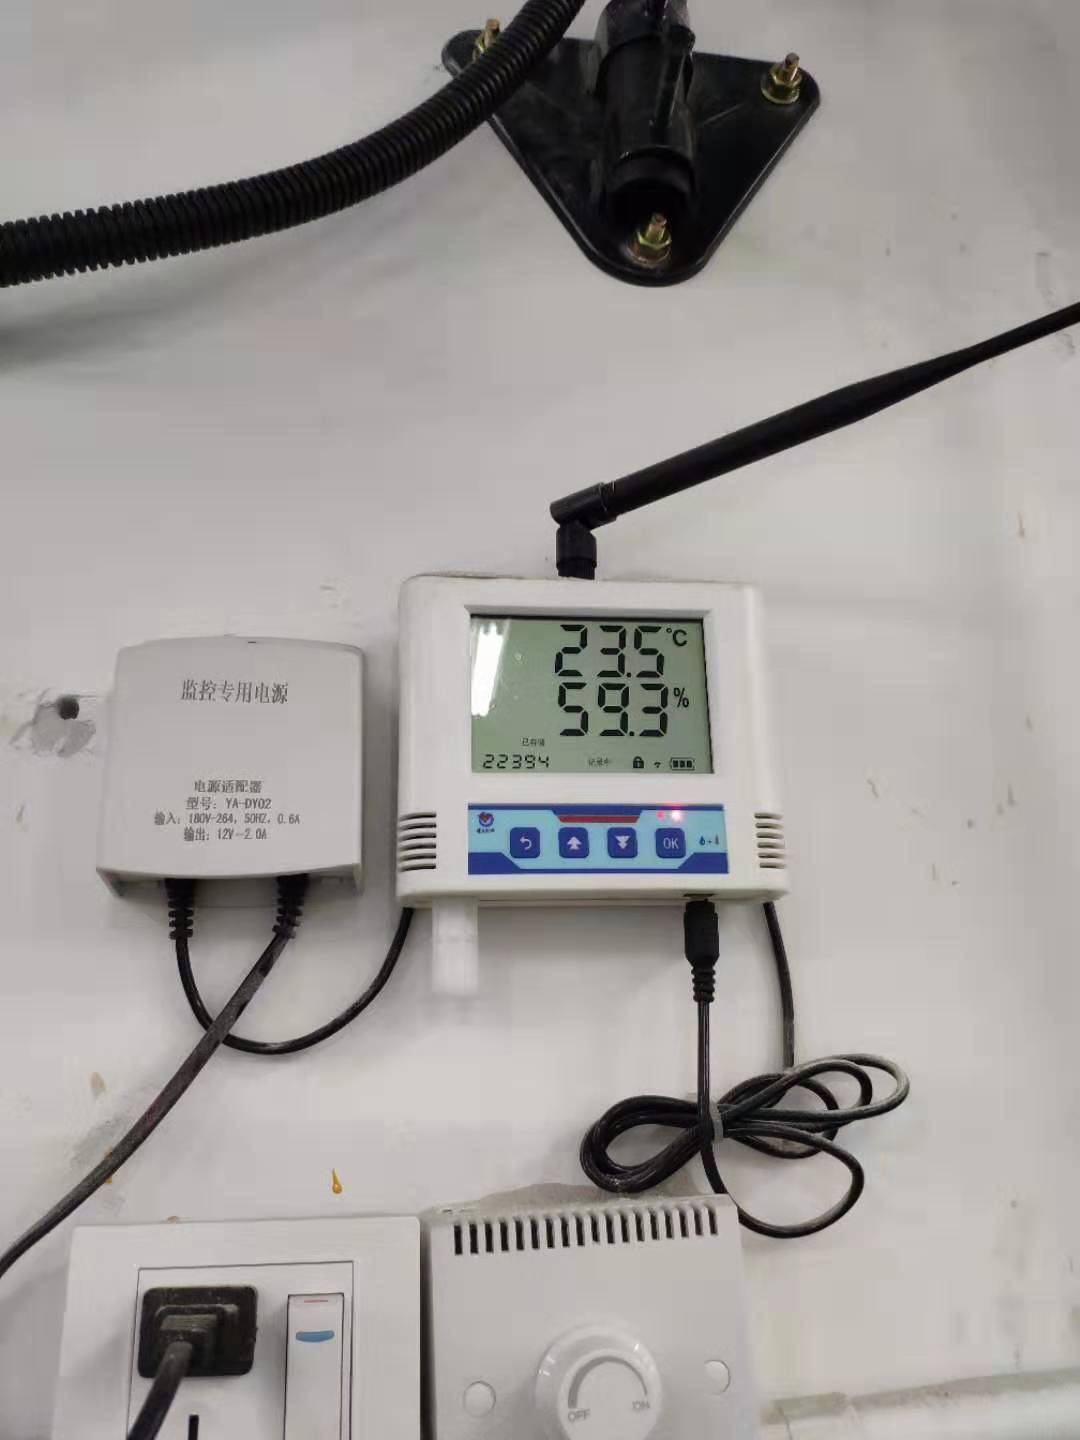 23.5℃
59.3%
已存储
22394
记录中
监控专用电源
电源适配器
型号：YA-DY02
输入：180V-264，50HZ，0.6A
输出：12V-2.0A
OK
OFF
ON